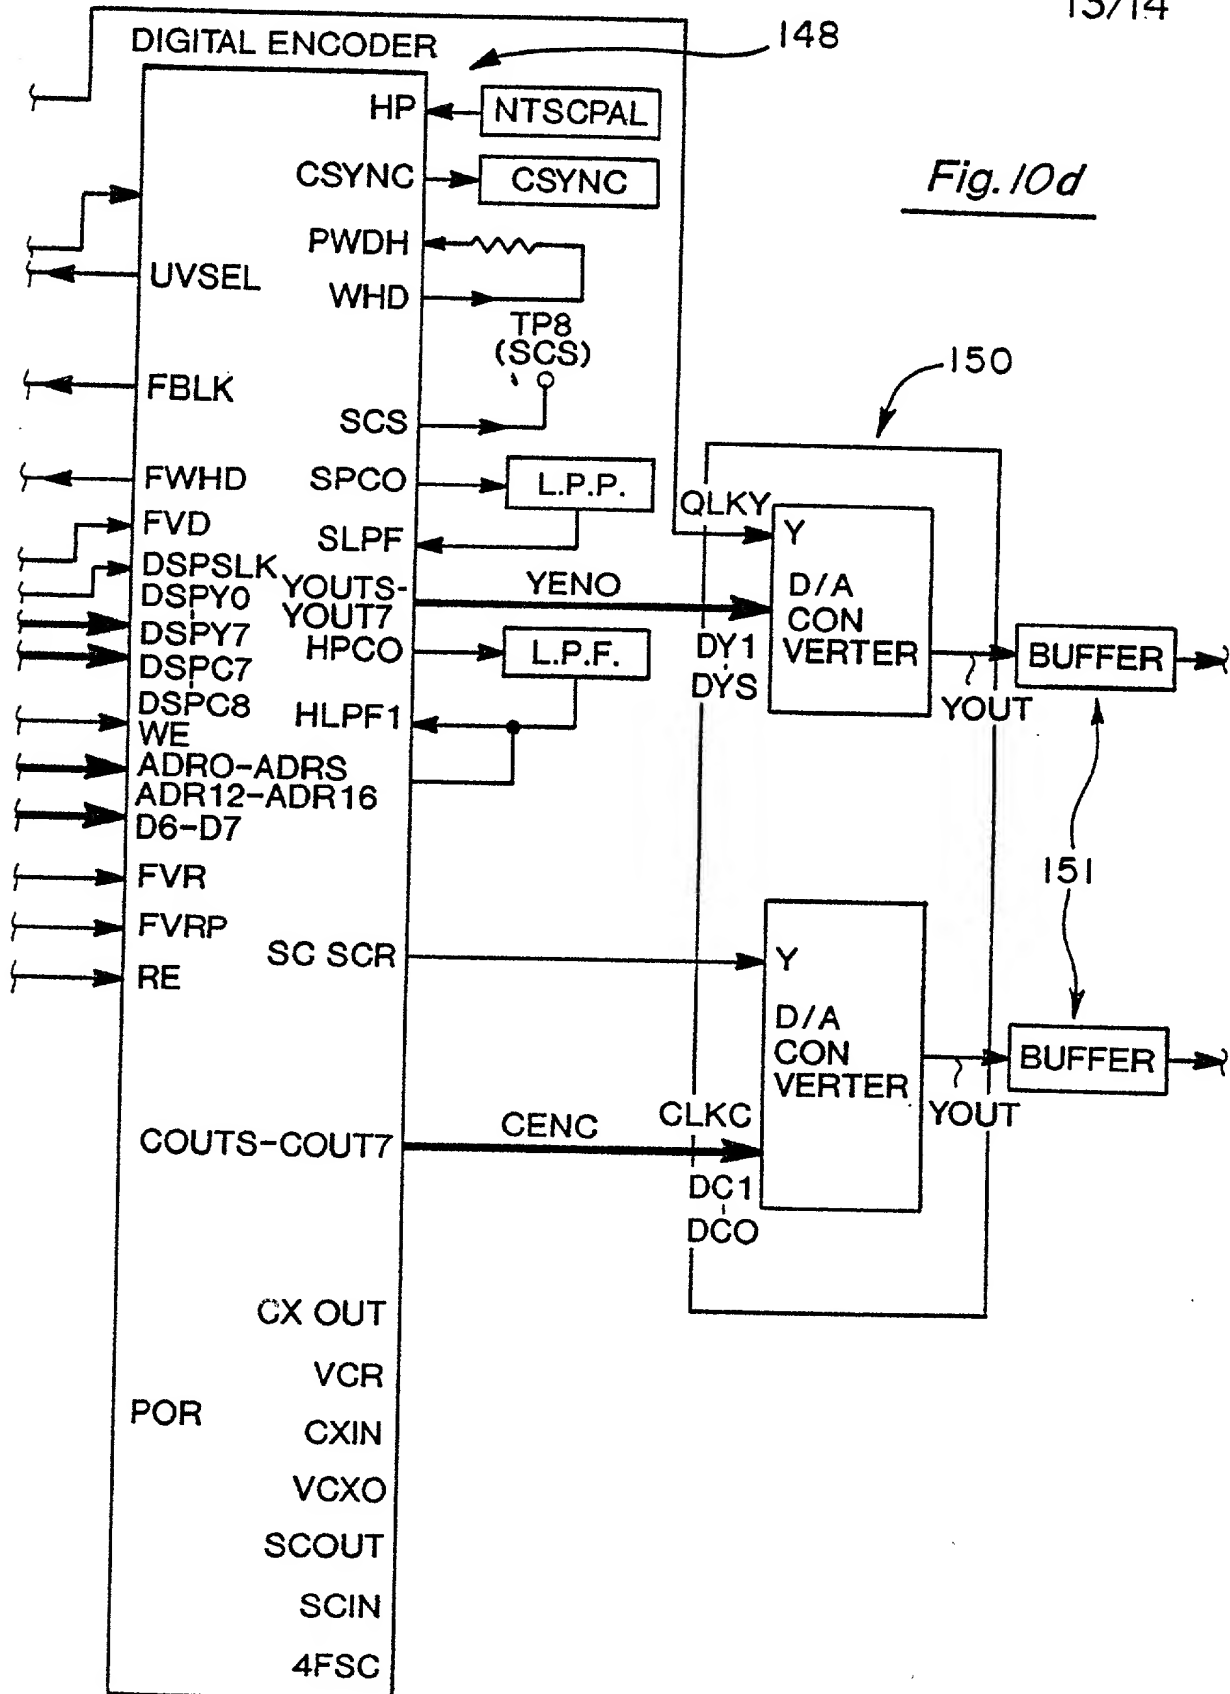 13/14
DIGITAL ENCODER
148
HP
NTSCPAL
CSYNC
CSYNC
Fig. 10d
PWDH
UVSEL
WHD
TP8
(SCS)
150
FBLK
SCS
FWHD
SPCO
L.P.P.
QLKY
FVD
SLPF
Y
DSPSLK
YOUTS-
YENO
D/A
DSPY0
YOUT7
CON
DSPY7
HPCO
L.P.F.
DY1
VERTER
BUFFER
DSPC7
DYS
YOUT
DSPC8
HLPF1
WE
ADRO-ADRS
ADR12-ADR16
D6-D7
FVR
151
FVRP
SC SCR
Y
RE
D/A
CON
BUFFER
VERTER
CLKC
YOUT
COUTS-COUT7
CENC
DC1
DCO
CX OUT
VCR
POR
CXIN
VCXO
SCOUT
SCIN
4FSC